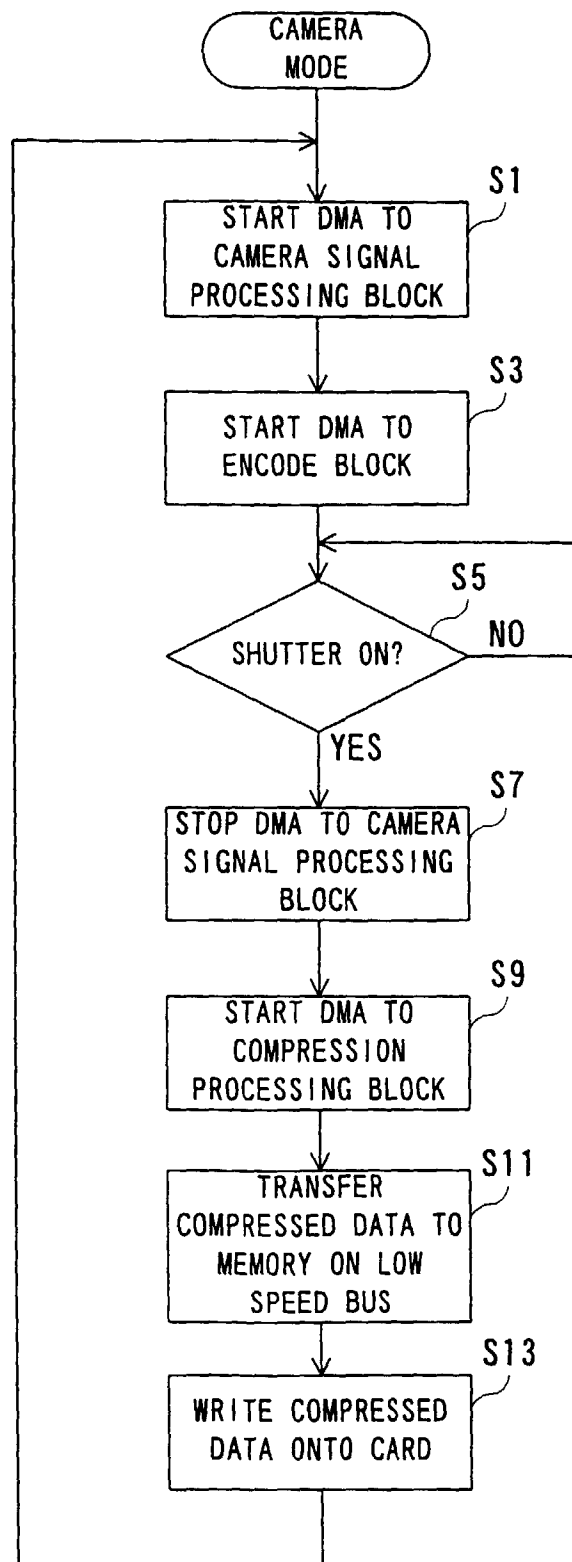 CAMERA
MODE
S1
START DMA TO
CAMERA SIGNAL
PROCESSING BLOCK
S3
START DMA TO
ENCODE BLOCK
S5
SHUTTER ON?
NO
YES
S7
STOP DMA TO CAMERA
SIGNAL PROCESSING
BLOCK
S9
START DMA TO
COMPRESSION
PROCESSING BLOCK
S11
TRANSFER
COMPRESSED DATA TO
MEMORY ON LOW
SPEED BUS
S13
WRITE COMPRESSED
DATA ONTO CARD